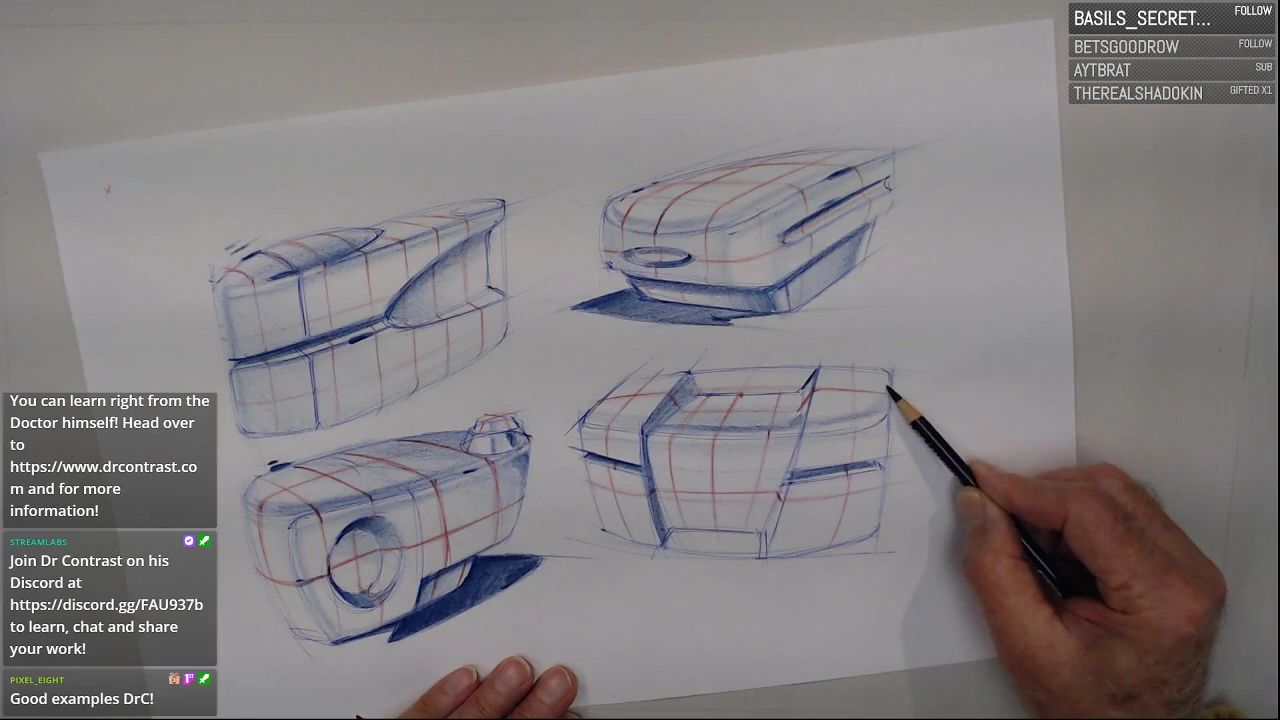 BASILS_SECRET...
FOLLOW
BETSGOODROW
FOLLOW
AYTBRAT
SUB
THEREALSHADOKIN
GIFTED X1
You can learn right from the
Doctor himself! Head over
to
https://www.drcontrast.co
m and for more
information!
STREAMLABS
Join Dr Contrast on his
Discord at
https://discord.gg/FAU937b
to learn, chat and share
your work!
PIXEL_EIGHT
Good examples DrC!